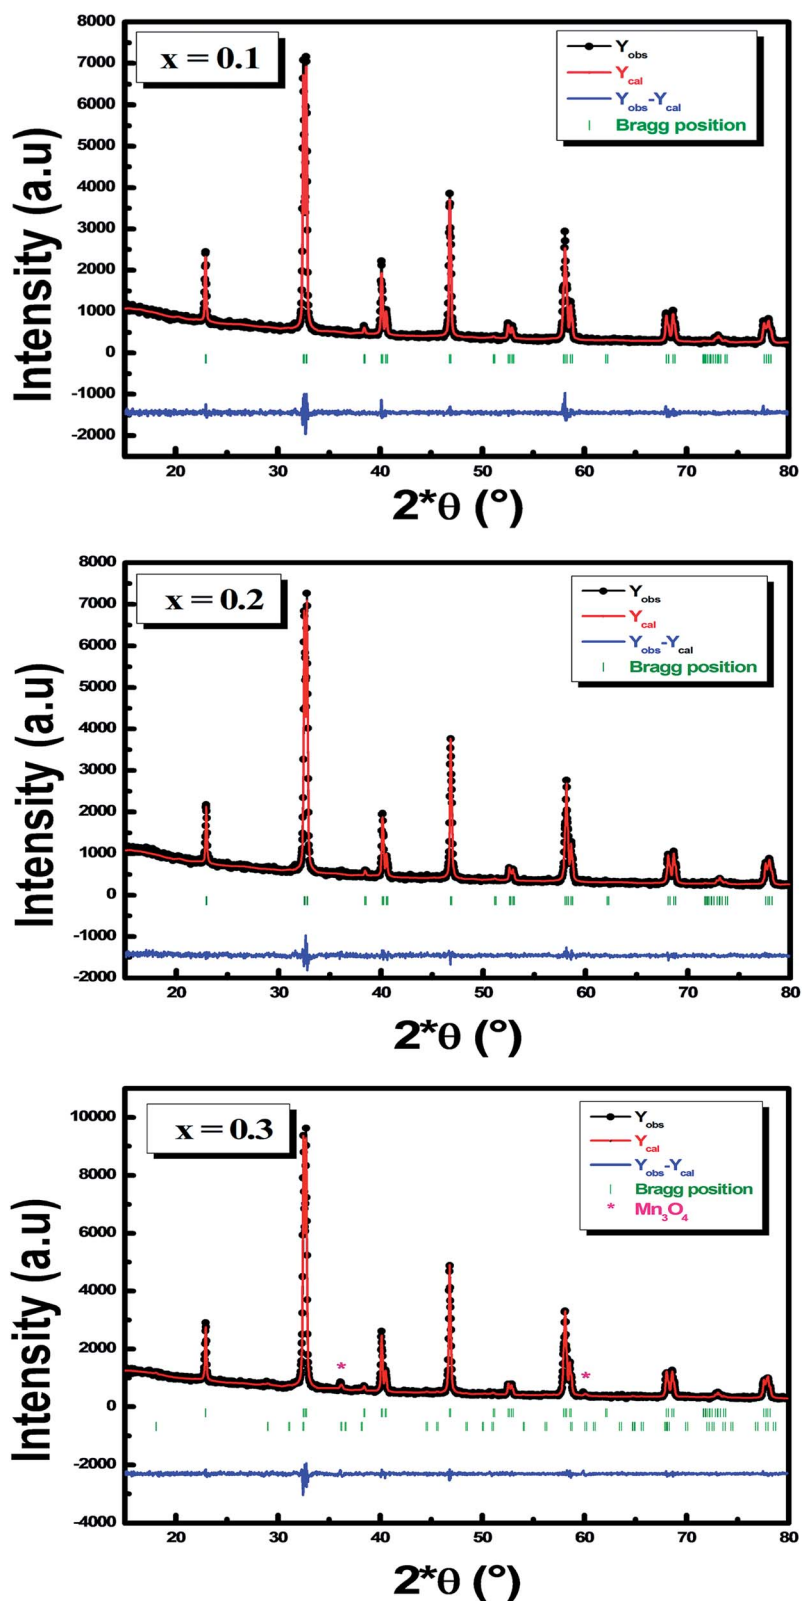 x = 0.1
Y_obs
Y_cal
Y_obs-Y_cal
Bragg position
Intensity (a.u)
8000
7000
6000
5000
4000
3000
2000
1000
0
-1000
-2000
20 30 40 50 60 70 80
2*θ (°)
x = 0.2
Y_obs
Y_cal
Y_obs-Y_cal
Bragg position
Intensity (a.u)
8000
7000
6000
5000
4000
3000
2000
1000
0
-1000
-2000
20 30 40 50 60 70 80
2*θ (°)
x = 0.3
Y_obs
Y_cal
Y_obs-Y_cal
Bragg position
* Mn₃O₄
Intensity (a.u)
10000
8000
6000
4000
2000
0
-2000
-4000
* *
20 30 40 50 60 70 80
2*θ (°)